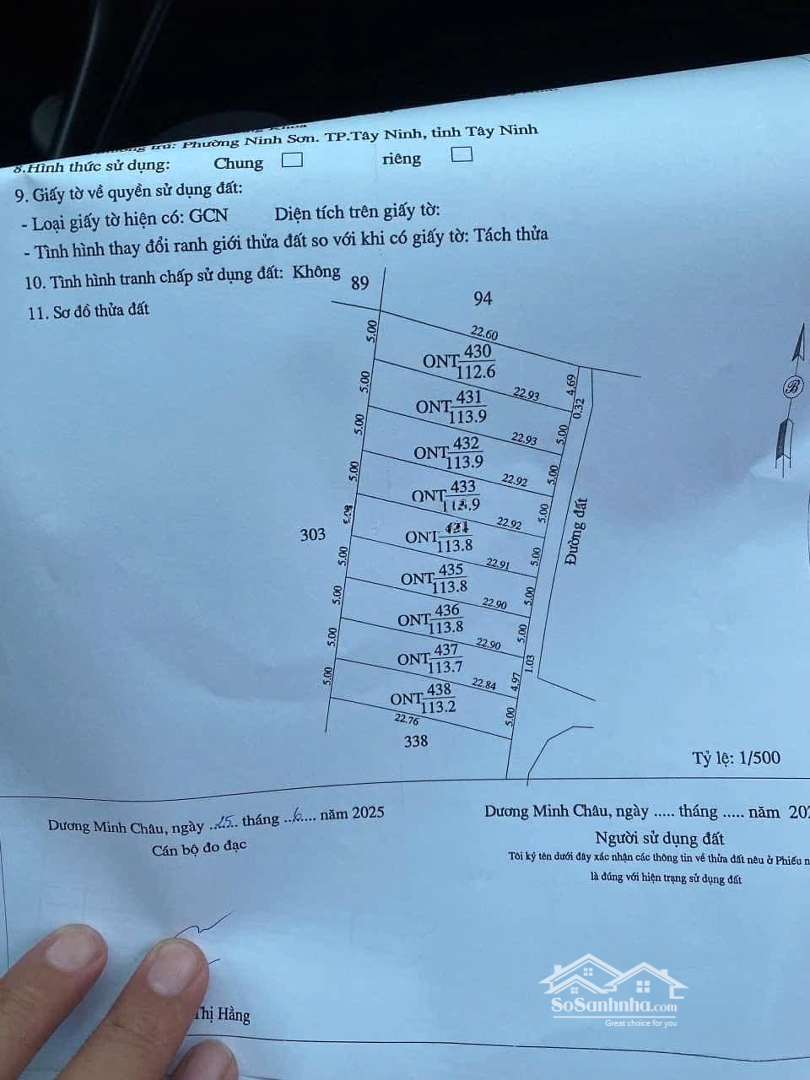 trú: Phường Ninh Sơn. TP.Tây Ninh, tỉnh Tây Ninh
8.Hình thức sử dụng: Chung riêng
9. Giấy tờ về quyền sử dụng đất:
- Loại giấy tờ hiện có: GCN Diện tích trên giấy tờ:
- Tình hình thay đổi ranh giới thửa đất so với khi có giấy tờ: Tách thửa
10. Tình hình tranh chấp sử dụng đất: Không
11. Sơ đồ thửa đất
89
94
5.00
22.60
ONT 430
112.6
4.69
0.32
5.00
22.93
ONT 431
113.9
5.00
5.00
22.93
ONT 432
113.9
5.00
5.00
22.92
ONT 433
5.00
22.92
303
113.8
5.00
22.91
5.00
ONT 435
113.8
5.00
22.90
5.00
ONT 436
113.8
5.00
22.90
5.00
ONT 437
113.7
1.03
4.97
22.84
5.00
ONT 438
113.2
5.00
22.76
338
Đường đất
B
Tỷ lệ: 1/500
Dương Minh Châu, ngày ..25.. tháng ..6.... năm 2025
Cán bộ đo đạc
Thị Hằng
Dương Minh Châu, ngày ..... tháng ..... năm 202
Người sử dụng đất
Tôi ký tên dưới đây xác nhận các thông tin về thửa đất nêu ở Phiếu n
là đúng với hiện trạng sử dụng đất
SoSanhnha.com
Great choice for you